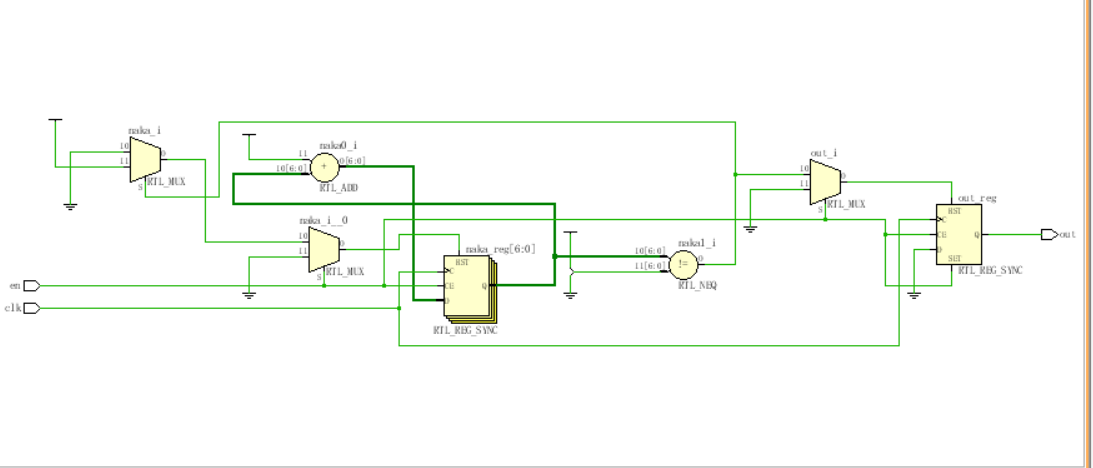 naka_i
I0
I1
O
S
RTL_MUX
naka0_i
I1
I0[6:0]
+
O[6:0]
RTL_ADD
naka_i__0
I0
I1
O
S
RTL_MUX
naka_reg[6:0]
RST
C
CE
D
Q
RTL_REG_SYNC
naka1_i
I0[6:0]
I1[6:0]
!=
O
RTL_NEQ
out_i
I0
I1
O
S
RTL_MUX
out_reg
RST
C
CE
D
Q
SET
RTL_REG_SYNC
out
en
clk